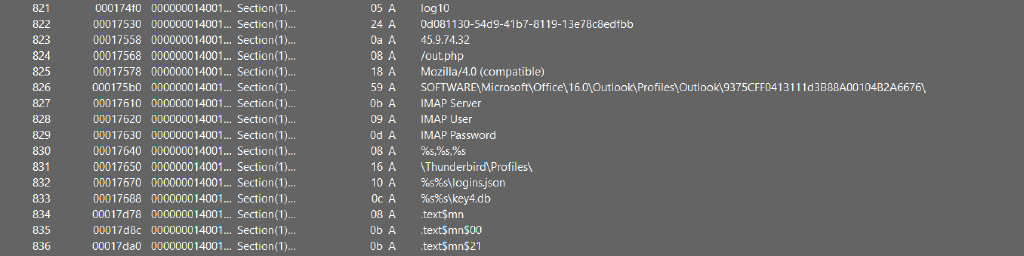 821 000174f0 000000014001... Section(1)... 05 A log10
822 00017530 000000014001... Section(1)... 24 A 0d081130-54d9-41b7-8119-13e78c8edfbb
823 00017558 000000014001... Section(1)... 0a A 45.9.74.32
824 00017568 000000014001... Section(1)... 08 A /out.php
825 00017578 000000014001... Section(1)... 18 A Mozilla/4.0 (compatible)
826 000175b0 000000014001... Section(1)... 59 A SOFTWARE\Microsoft\Office\16.0\Outlook\Profiles\Outlook\9375CFF0413111d3B88A00104B2A6676\
827 00017610 000000014001... Section(1)... 0b A IMAP Server
828 00017620 000000014001... Section(1)... 09 A IMAP User
829 00017630 000000014001... Section(1)... 0d A IMAP Password
830 00017640 000000014001... Section(1)... 08 A %s,%s,%s
831 00017650 000000014001... Section(1)... 16 A \Thunderbird\Profiles\
832 00017670 000000014001... Section(1)... 10 A %s%s\logins.json
833 00017688 000000014001... Section(1)... 0c A %s%s\key4.db
834 00017d78 000000014001... Section(1)... 08 A .text$mn
835 00017d8c 000000014001... Section(1)... 0b A .text$mn$00
836 00017da0 000000014001... Section(1)... 0b A .text$mn$21